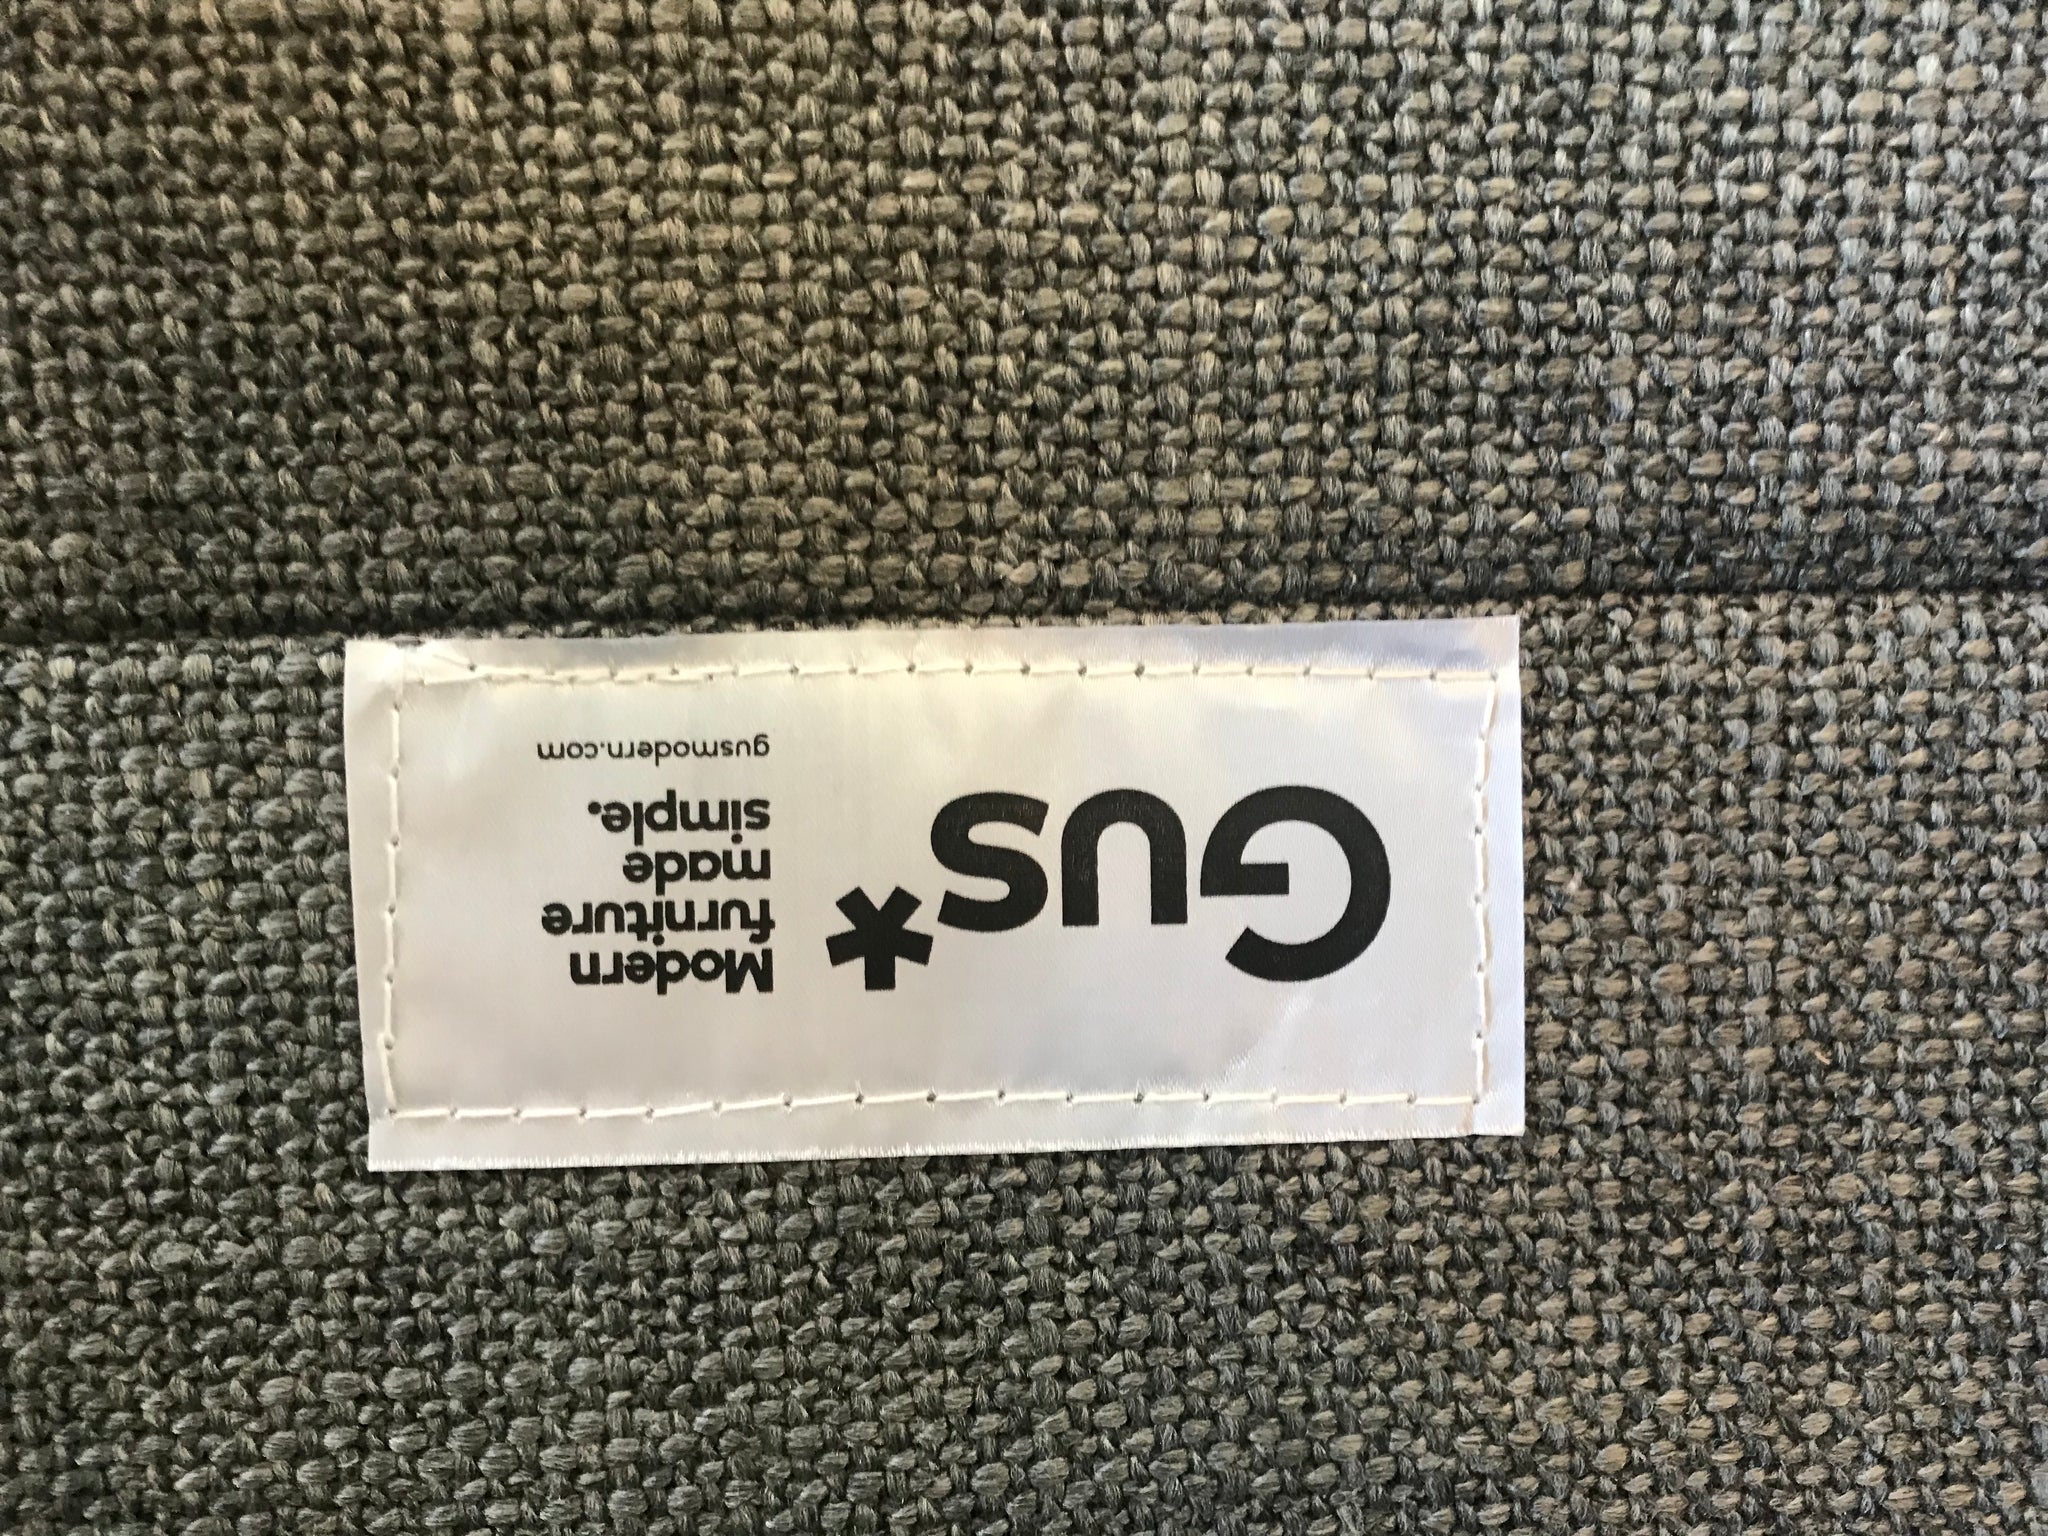 Gus*
Modern
furniture
made
simple.
gusmodern.com